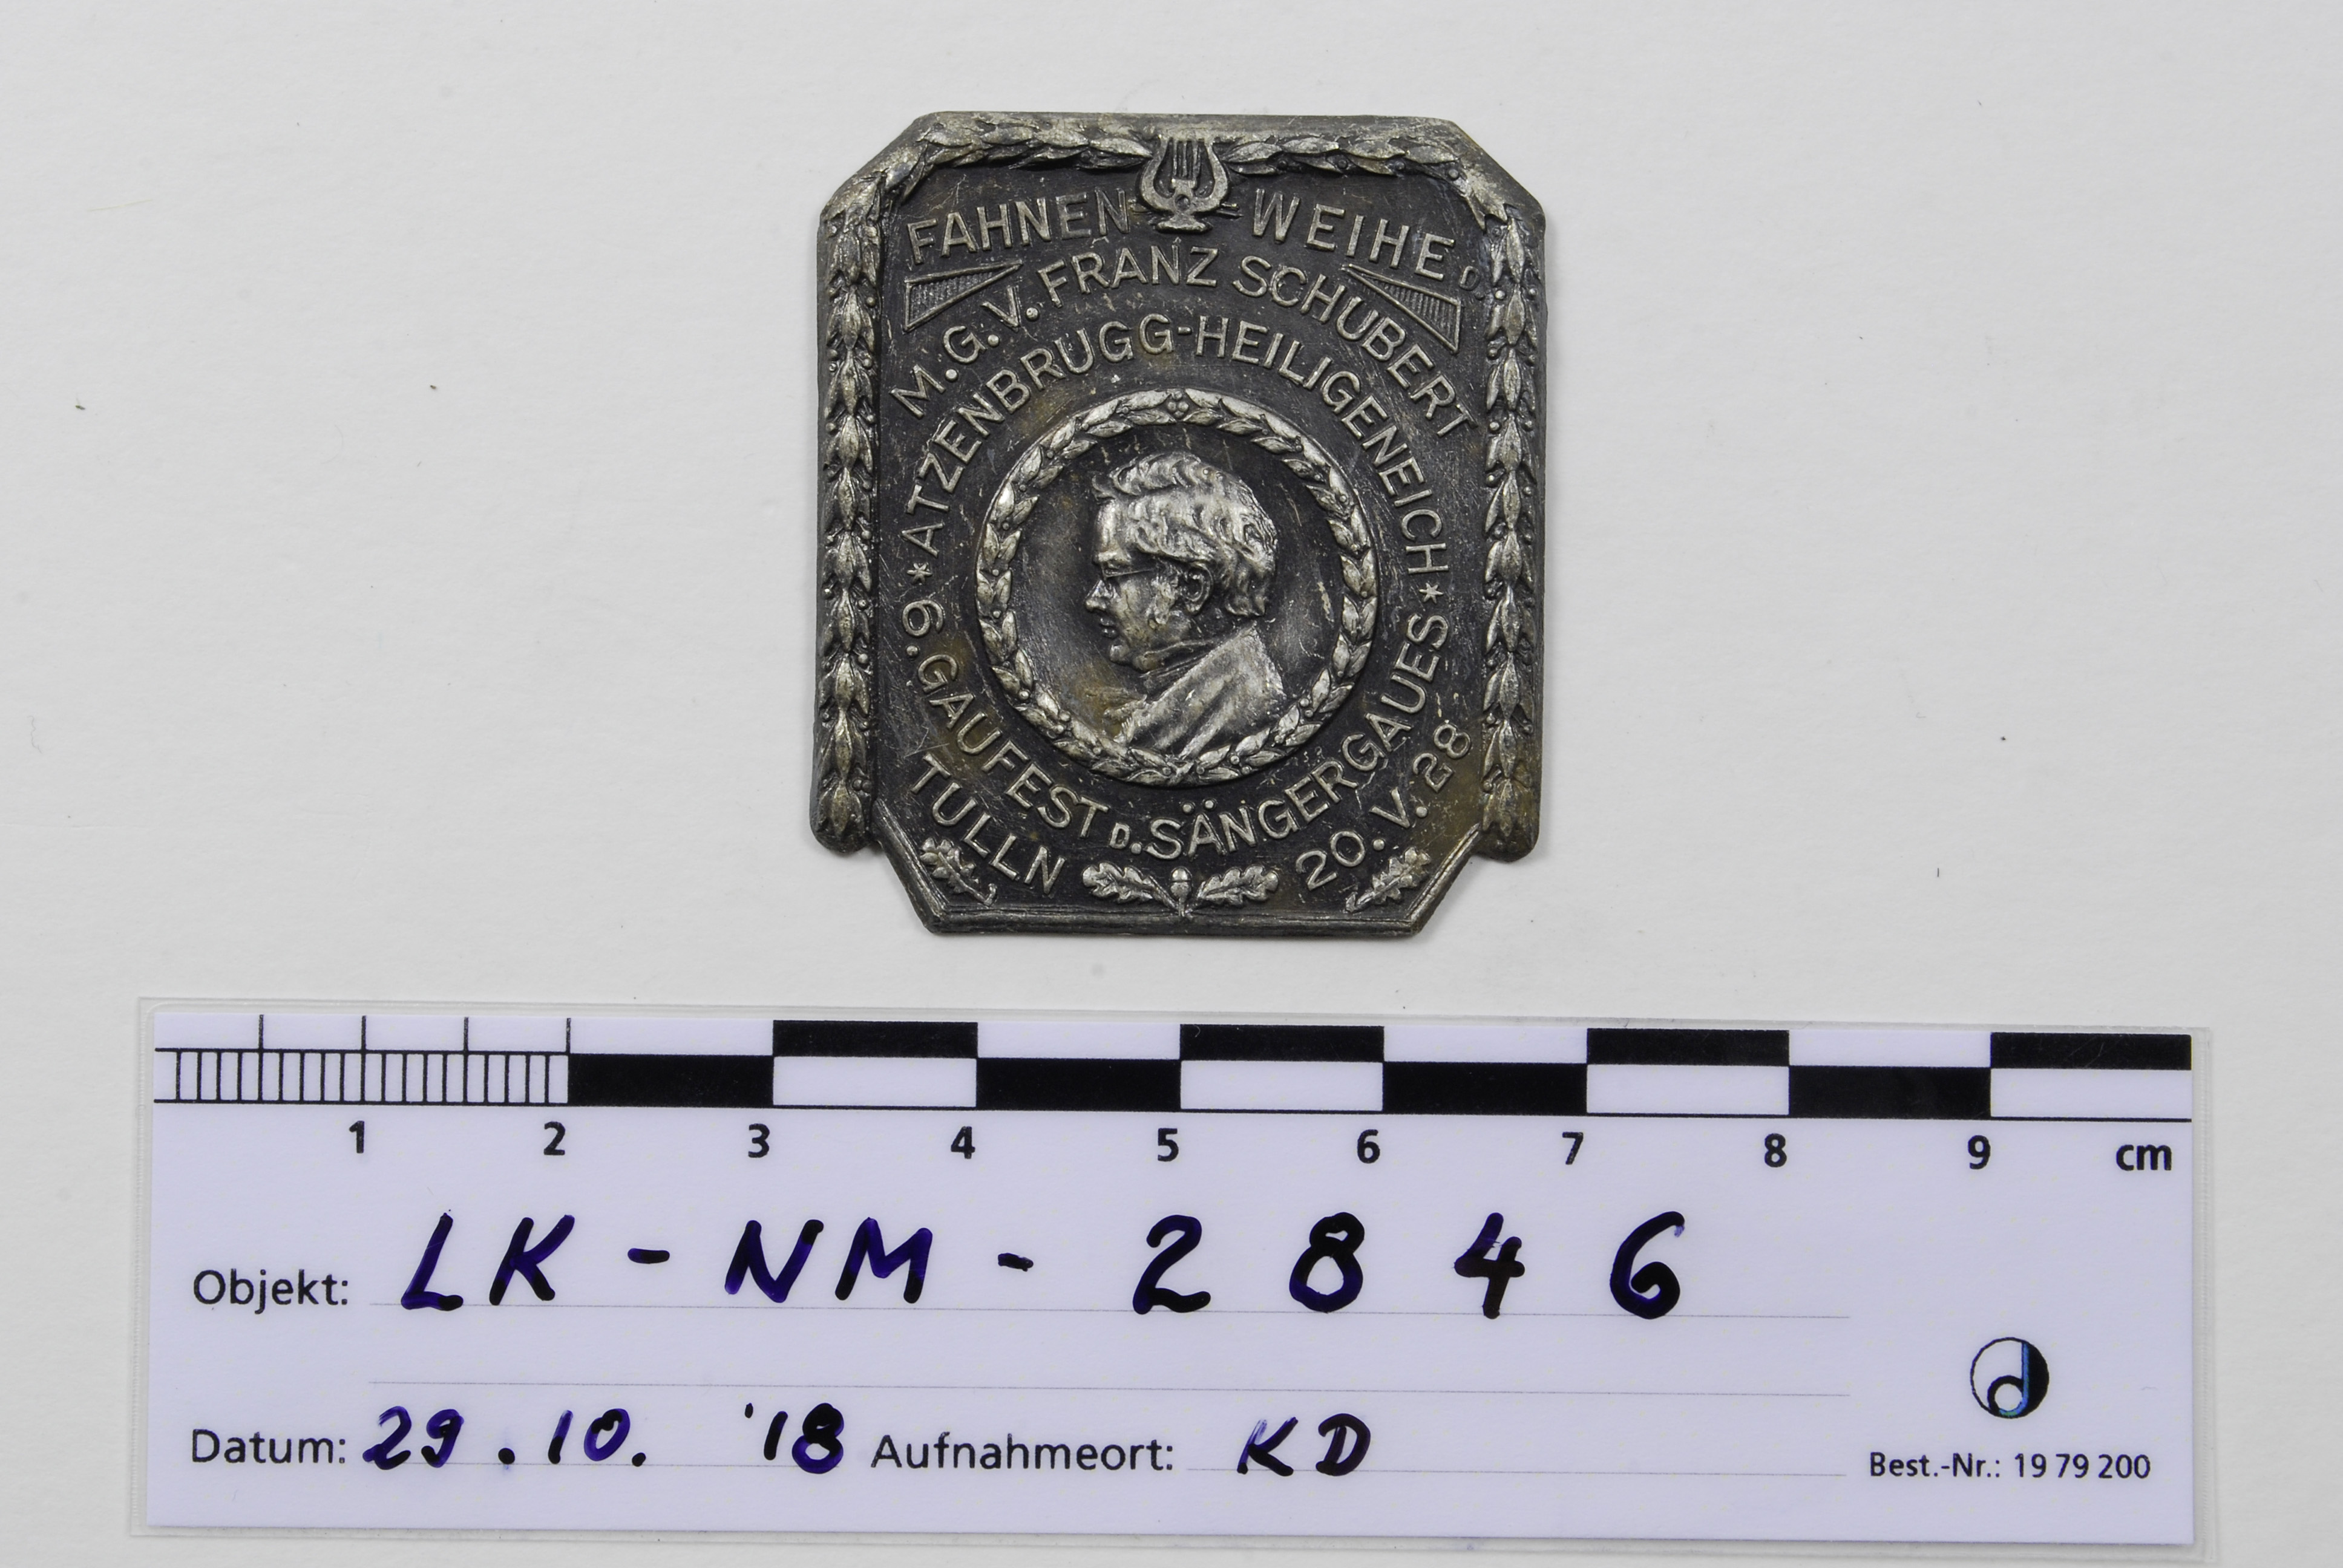 FAHNEN WEIHE D.
M.G.V. FRANZ SCHUBERT
* ATZENBRUGG-HEILIGENEICH *
6. GAUFEST D. SÄNGERGAUES
TULLN 20.V.28
1 2 3 4 5 6 7 8 9 cm
Objekt: LK-NM-2846
Datum: 29.10.'18 Aufnahmeort: KD
Best.-Nr.: 19 79 200